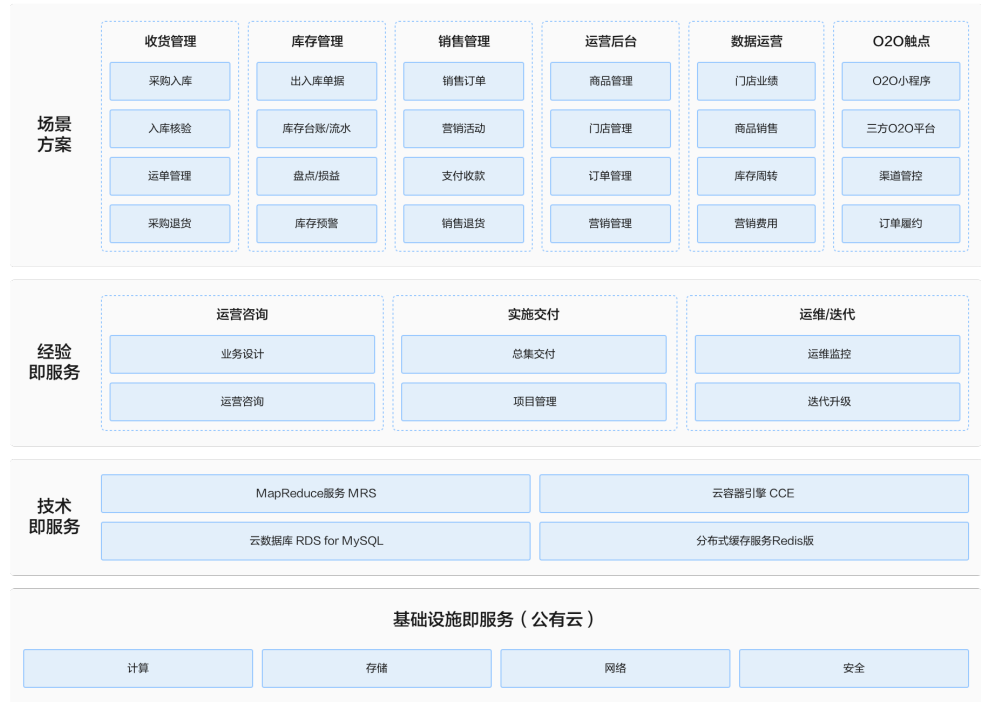 场景
方案
收货管理
采购入库
入库核验
运单管理
采购退货
库存管理
出入库单据
库存台账/流水
盘点/损益
库存预警
销售管理
销售订单
营销活动
支付收款
销售退货
运营后台
商品管理
门店管理
订单管理
营销管理
数据运营
门店业绩
商品销售
库存周转
营销费用
O2O触点
O2O小程序
三方O2O平台
渠道管控
订单履约
经验
即服务
运营咨询
业务设计
运营咨询
实施交付
总集交付
项目管理
运维/迭代
运维监控
迭代升级
技术
即服务
MapReduce服务 MRS
云容器引擎 CCE
云数据库 RDS for MySQL
分布式缓存服务Redis版
基础设施即服务（公有云）
计算
存储
网络
安全